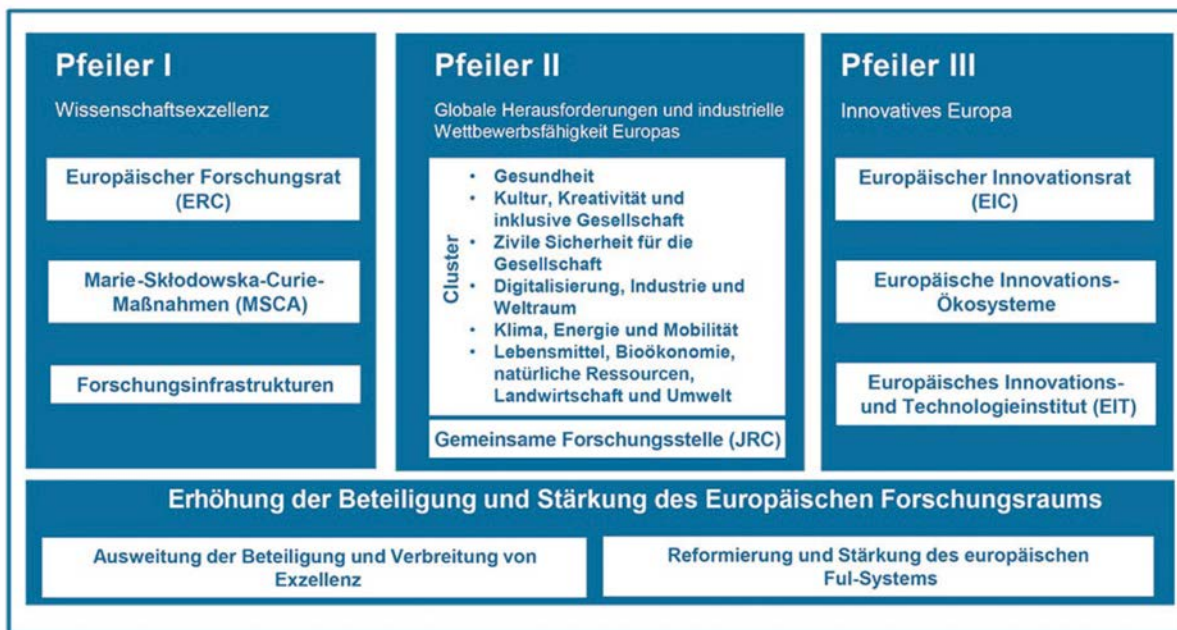 Pfeiler I
Wissenschaftsexzellenz
Europäischer Forschungsrat
(ERC)
Marie-Skłodowska-Curie-
Maßnahmen (MSCA)
Forschungsinfrastrukturen
Pfeiler II
Globale Herausforderungen und industrielle
Wettbewerbsfähigkeit Europas
Cluster
• Gesundheit
• Kultur, Kreativität und
inklusive Gesellschaft
• Zivile Sicherheit für die
Gesellschaft
• Digitalisierung, Industrie und
Weltraum
• Klima, Energie und Mobilität
• Lebensmittel, Bioökonomie,
natürliche Ressourcen,
Landwirtschaft und Umwelt
Gemeinsame Forschungsstelle (JRC)
Pfeiler III
Innovatives Europa
Europäischer Innovationsrat
(EIC)
Europäische Innovations-
Ökosysteme
Europäisches Innovations-
und Technologieinstitut (EIT)
Erhöhung der Beteiligung und Stärkung des Europäischen Forschungsraums
Ausweitung der Beteiligung und Verbreitung von
Exzellenz
Reformierung und Stärkung des europäischen
FuI-Systems